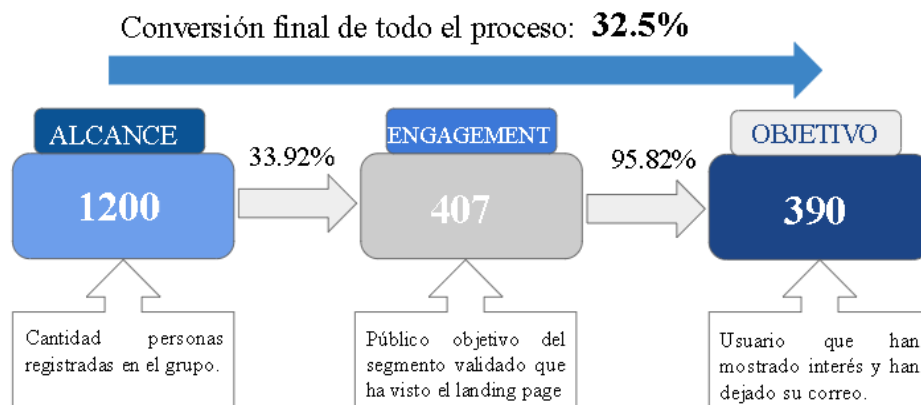 Conversión final de todo el proceso: 32.5%
ALCANCE
ENGAGEMENT
OBJETIVO
33.92%
95.82%
1200
407
390
Cantidad personas
registradas en el grupo.
Público objetivo del
segmento validado que
ha visto el landing page
Usuario que han
mostrado interés y han
dejado su correo.